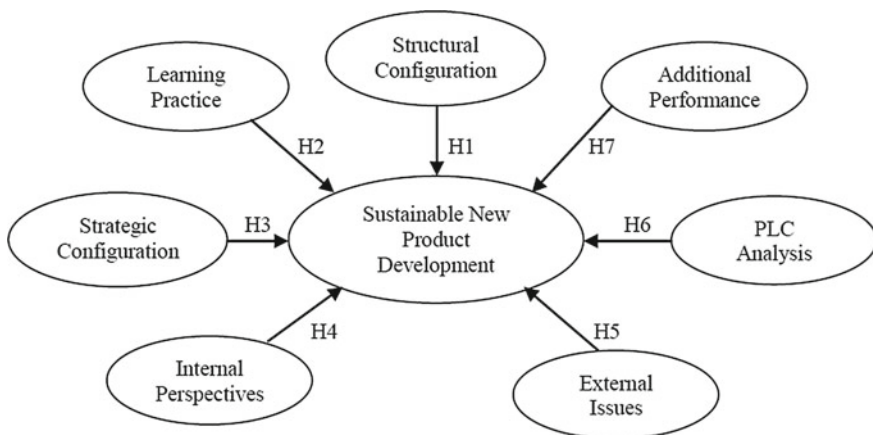 Structural
Configuration
Learning
Practice
Additional
Performance
H2
H1
H7
Strategic
Configuration
H3
Sustainable New
Product
Development
H6
PLC
Analysis
H4
H5
Internal
Perspectives
External
Issues